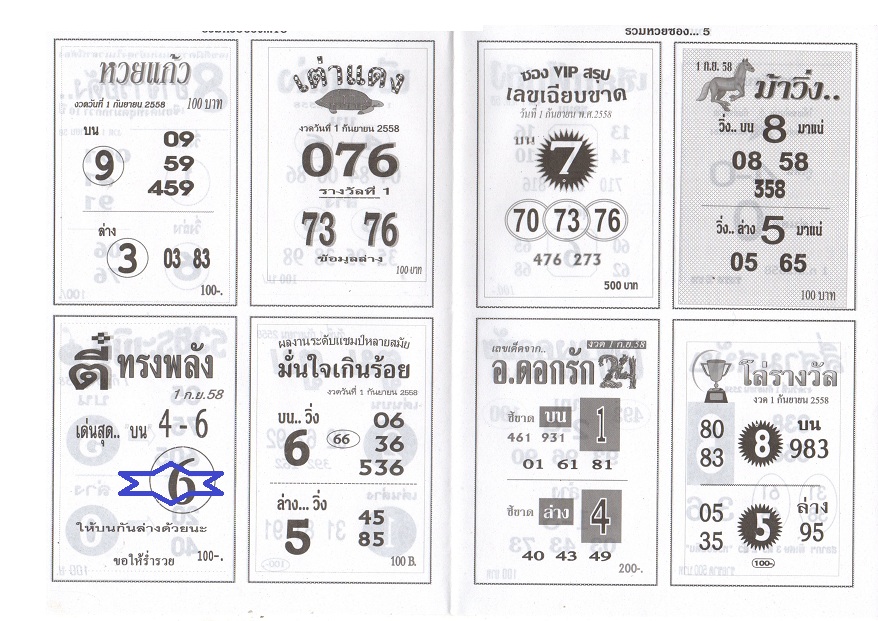 รวมหวยซอง... 5
หวยแก้ว
งวดวันที่ 1 กันยายน 2558
100 บาท
บน
9
09
59
459
ล่าง
3
03 83
100-.
เต่าแดง
งวดวันที่ 1 กันยายน 2558
076
รางวัลที่ 1
73 76
ข้อมูลล่าง
100 บาท
ซอง VIP สรุป
เลขเฉียบขาด
วันที่ 1 กันยายน พ.ศ.2558
บน
7
70 73 76
476 273
500 บาท
1 ก.ย. 58
ม้าวิ่ง..
วิ่ง.. บน 8 มาแน่
08 58
358
วิ่ง.. ล่าง 5 มาแน่
05 65
100 บาท
ตี๋ ทรงพลัง
1 ก.ย.58
เด่นสุด.. บน 4 - 6
6
ให้บนกันล่างด้วยนะ
ขอให้ร่ำรวย 100-.
ผลงานระดับแชมป์หลายสมัย
มั่นใจเกินร้อย
งวดวันที่ 1 กันยายน 2558
บน.. วิ่ง
6
66
06
36
536
ล่าง... วิ่ง
5
45
85
100 B.
เลขเด็ดจาก..
งวด 1 ก.ย.58
อ.ดอกรัก 24
ชี้ขาด บน 1
461 931
01 61 81
ชี้ขาด ล่าง 4
40 43 49
200-.
โล่รางวัล
งวด 1 กันยายน 2558
80
83
8
บน
983
05
35
5
ล่าง
95
100-